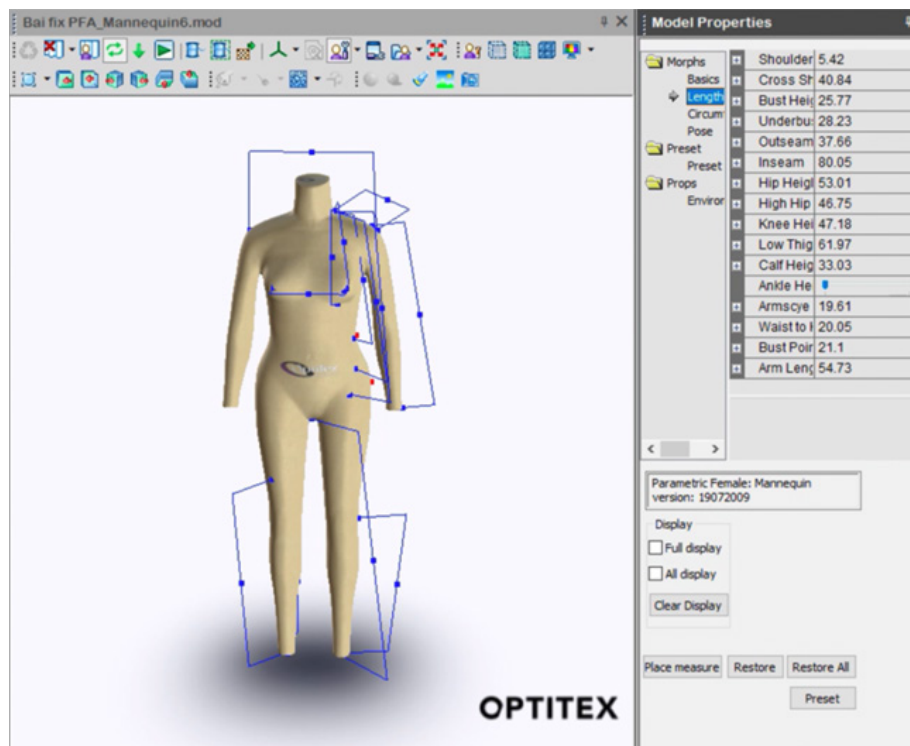 Bai fix PFA_Mannequin6.mod
Model Properties
Morphs
Basics
Length
Circum
Pose
Preset
Preset
Props
Environ
Shoulder 5.42
Cross Sh 40.84
Bust Heig 25.77
Underbu: 28.23
Outseam 37.66
Inseam 80.05
Hip Heigl 53.01
High Hip 46.75
Knee Hei 47.18
Low Thig 61.97
Calf Heig 33.03
Ankle He
Armscye 19.61
Waist to H 20.05
Bust Poir 21.1
Arm Leng 54.73
Parametric Female: Mannequin
version: 19072009
Display
Full display
All display
Clear Display
Place measure Restore Restore All
Preset
OPTITEX